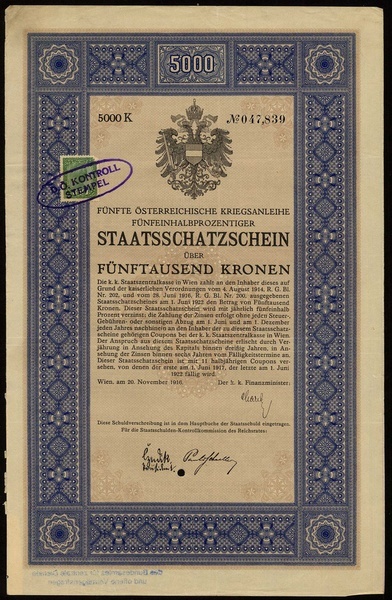 5000
5000 K
№ 047,839
D.Ö. KONTROLL
STEMPEL
FÜNFTE ÖSTERREICHISCHE KRIEGSANLEIHE
FÜNFEINHALBPROZENTIGER
STAATSSCHATZSCHEIN
ÜBER
FÜNFTAUSEND KRONEN
Die k. k. Staatszentralkasse in Wien zahlt an den Inhaber dieses auf
Grund der kaiserlichen Verordnungen vom 4. August 1914, R. G. Bl.
Nr. 202, und vom 28. Juni 1916, R. G. Bl. Nr. 200, ausgegebenen
Staatsschatzscheines am 1. Juni 1922 den Betrag von Fünftausend
Kronen. Dieser Staatsschatzschein wird mit jährlich fünfeinhalb
Prozent verzinst; die Zahlung der Zinsen erfolgt ohne jeden Steuer-,
Gebühren- oder sonstigen Abzug am 1. Juni und am 1. Dezember
jeden Jahres nachhinein an den Inhaber der zu diesem Staatsschatz-
scheine gehörigen Coupons bei der k. k. Staatszentralkasse in Wien.
Der Anspruch aus diesem Staatsschatzscheine erlischt durch Ver-
jährung in Ansehung des Kapitals binnen dreißig Jahren, in An-
sehung der Zinsen binnen sechs Jahren vom Fälligkeitstermine an.
Dieser Staatsschatzschein ist mit 11 halbjährigen Coupons ver-
sehen, von denen der erste am 1. Juni 1917, der letzte am 1. Juni
1922 fällig wird.
Wien, am 20. November 1916.
Der k. k. Finanzminister:
Diese Schuldverschreibung ist in dem Hauptbuche der Staatsschuld eingetragen.
Für die Staatsschulden-Kontrollkommission des Reichsrates: